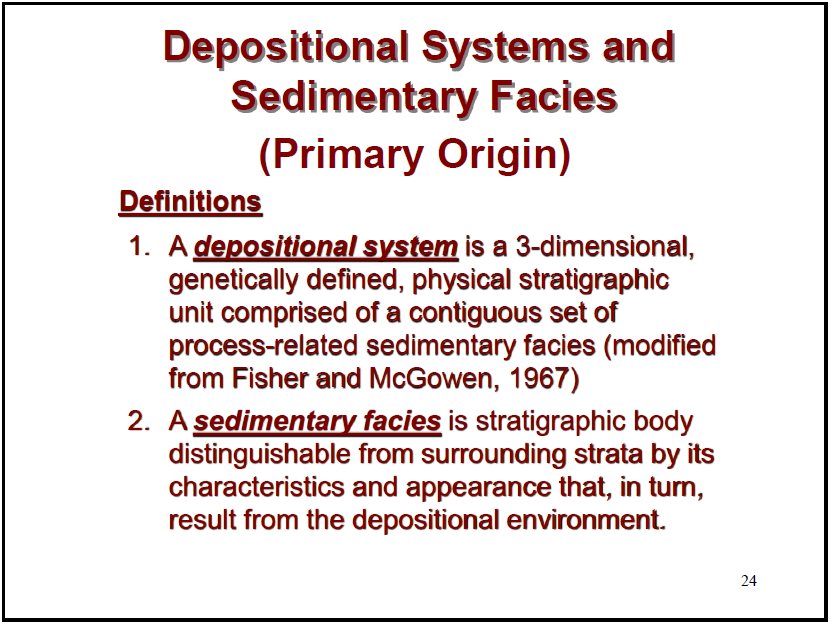 Depositional Systems and
Sedimentary Facies
(Primary Origin)
Definitions
1. A depositional system is a 3-dimensional,
genetically defined, physical stratigraphic
unit comprised of a contiguous set of
process-related sedimentary facies (modified
from Fisher and McGowen, 1967)
2. A sedimentary facies is stratigraphic body
distinguishable from surrounding strata by its
characteristics and appearance that, in turn,
result from the depositional environment.
24